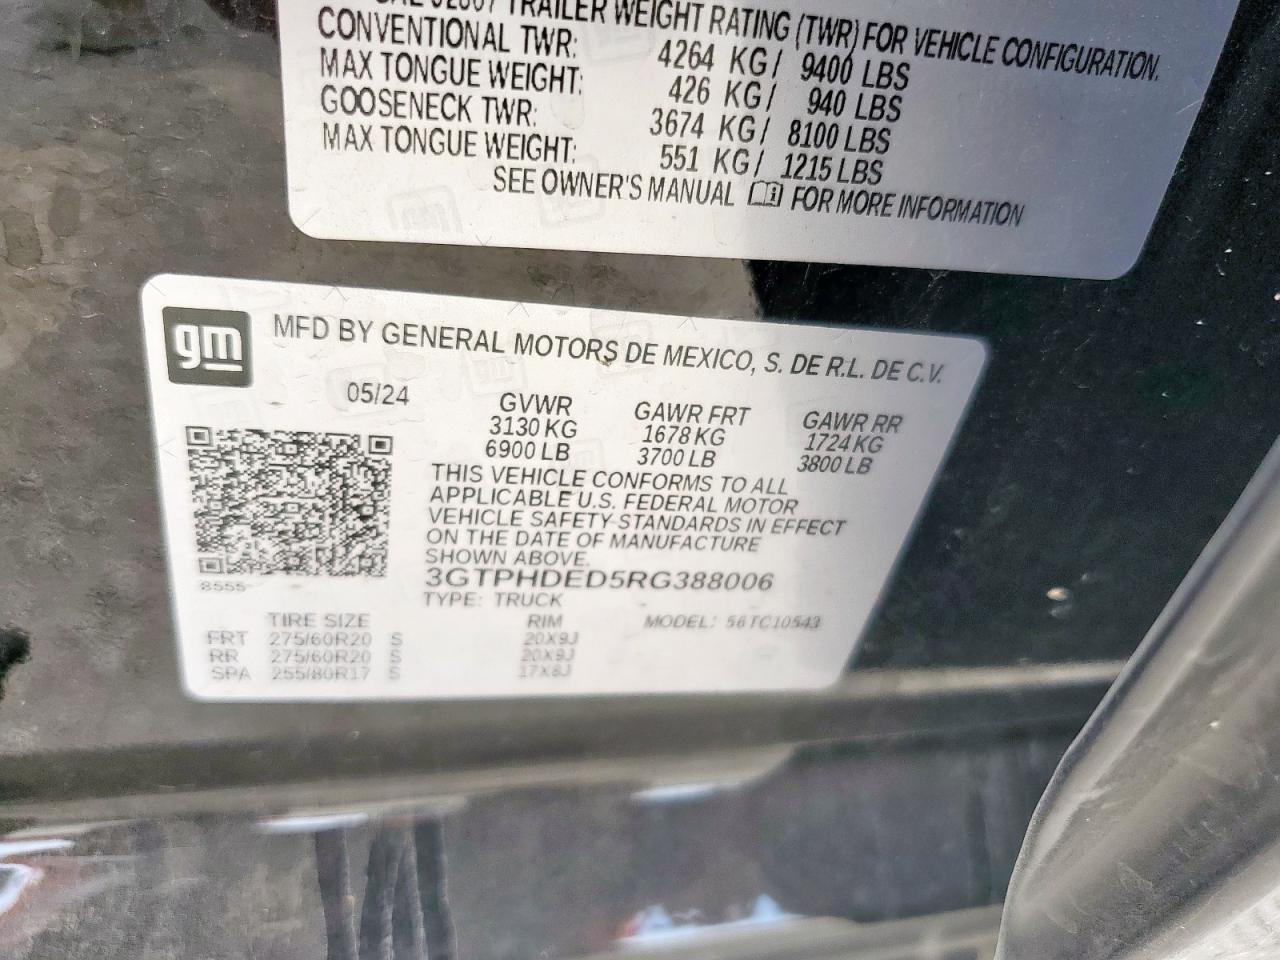 TRAILER WEIGHT RATING (TWR) FOR VEHICLE CONFIGURATION.
CONVENTIONAL TWR: 4264 KG/ 9400 LBS
MAX TONGUE WEIGHT: 426 KG/ 940 LBS
GOOSENECK TWR: 3674 KG/ 8100 LBS
MAX TONGUE WEIGHT: 551 KG/ 1215 LBS
SEE OWNER'S MANUAL FOR MORE INFORMATION
gm MFD BY GENERAL MOTORS DE MEXICO, S. DE R.L. DE C.V.
05/24 GVWR GAWR FRT GAWR RR
3130 KG 1678 KG 1724 KG
6900 LB 3700 LB 3800 LB
THIS VEHICLE CONFORMS TO ALL
APPLICABLE U.S. FEDERAL MOTOR
VEHICLE SAFETY STANDARDS IN EFFECT
ON THE DATE OF MANUFACTURE
SHOWN ABOVE.
8555 3GTPHDED5RG388006
TYPE: TRUCK
TIRE SIZE RIM MODEL: 56TC10543
FRT 275/60R20 S 20X9J
RR 275/60R20 S 20X9J
SPA 255/80R17 S 17X8J